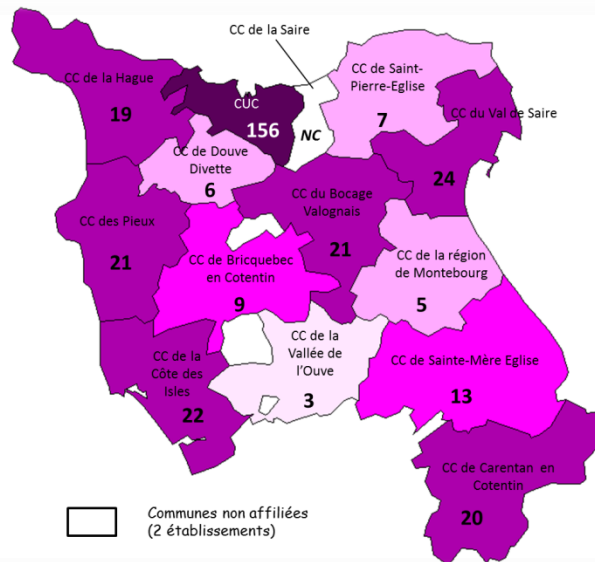 CC de la Saire
CC de la Hague
19
CUC
156
NC
CC de Saint-
Pierre-Eglise
7
CC du Val de Saire
24
CC de Douve
Divette
6
CC des Pieux
21
CC du Bocage
Valognais
21
CC de Bricquebec
en Cotentin
9
CC de la région
de Montebourg
5
CC de la
Vallée de
l'Ouve
3
CC de Sainte-Mère Eglise
13
CC de la
Côte des
Isles
22
CC de Carentan en
Cotentin
20
Communes non affiliées
(2 établissements)